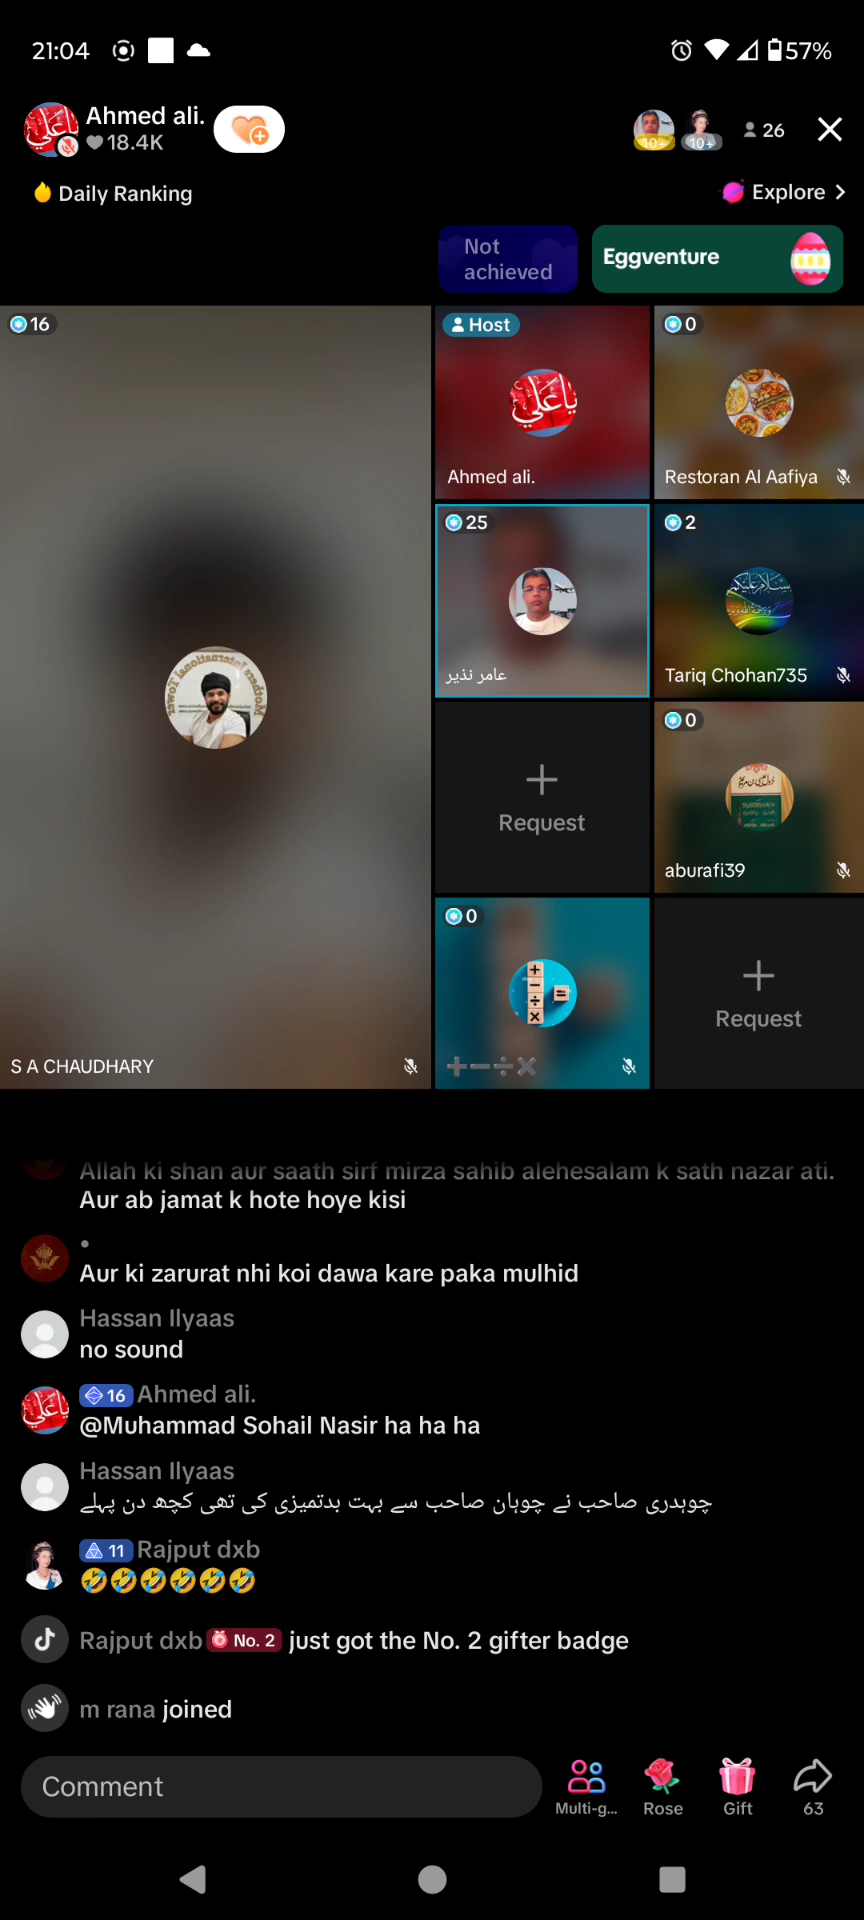 21:04
57%
Ahmed ali.
18.4K
10+
10+
26
Daily Ranking
Explore
Not
achieved
Eggventure
16
Host
Ahmed ali.
0
Restoran Al Aafiya
25
عامر نذیر
2
Tariq Chohan735
Request
0
aburafi39
0
Request
S A CHAUDHARY
➕➖➗✖
Allah ki shan aur saath sirf mirza sahib alehesalam k sath nazar ati.
Aur ab jamat k hote hoye kisi
•
Aur ki zarurat nhi koi dawa kare paka mulhid
Hassan Ilyaas
no sound
16 Ahmed ali.
@Muhammad Sohail Nasir ha ha ha
Hassan Ilyaas
چوہدری صاحب نے چوہان صاحب سے بہت بدتمیزی کی تھی کچھ دن پہلے
11 Rajput dxb
🤣🤣🤣🤣🤣🤣
Rajput dxb No. 2 just got the No. 2 gifter badge
m rana joined
Comment
Multi-g...
Rose
Gift
63